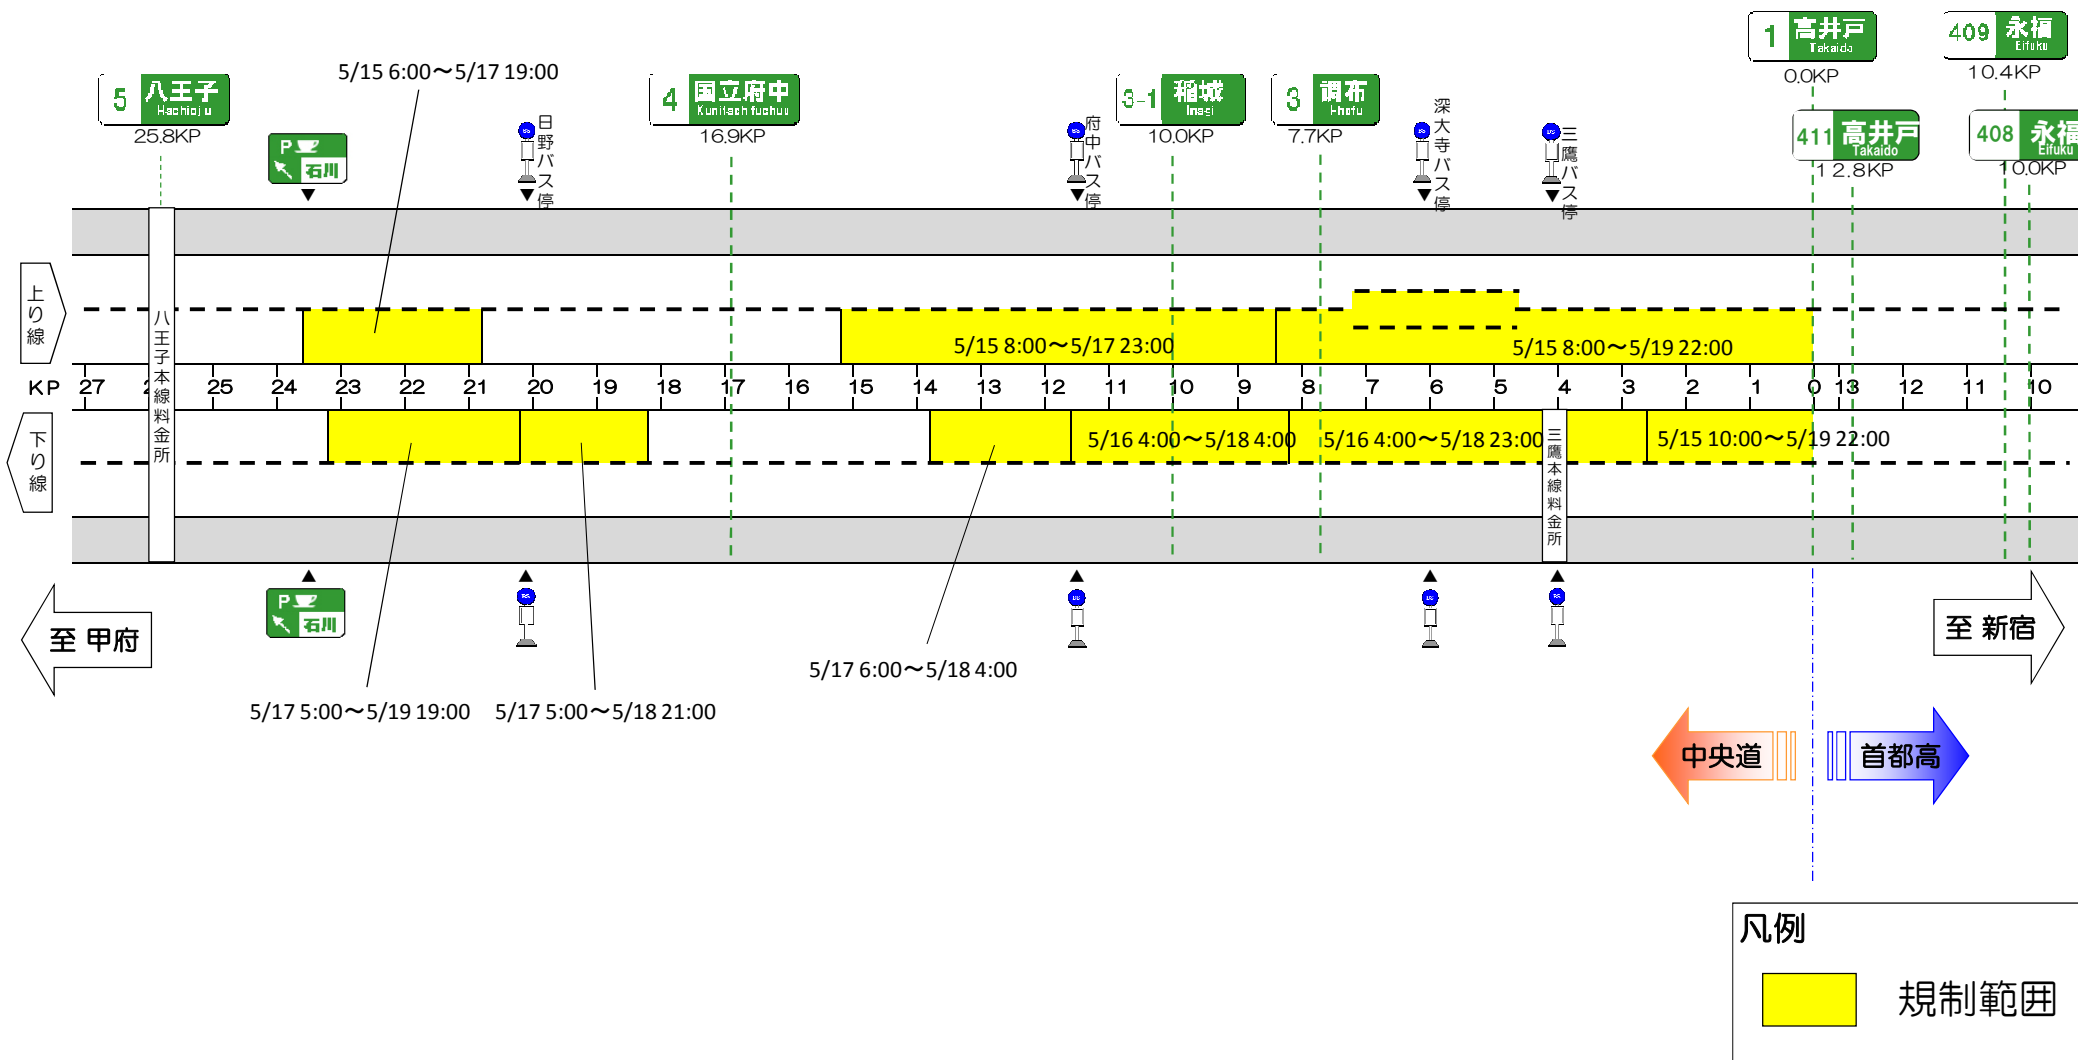 1 高井戸
Takaido
0.0KP
409 永福
Eifuku
10.4KP
5/15 6:00～5/17 19:00
5 八王子
Hachioji
25.8KP
4 国立府中
16.9KP
3-1 稲城
Inagi
10.0KP
3 調布
7.7KP
411 高井戸
Takaido
12.8KP
408 永福
Eifuku
10.0KP
P 石川
日野バス停
府中バス停
深大寺バス停
三鷹バス停
上り線
八王子本線料金所
5/15 8:00～5/17 23:00
5/15 8:00～5/19 22:00
KP 27 25 24 23 22 21 20 19 18 17 16 15 14 13 12 11 10 9 8 7 6 5 4 3 2 1 0 13 12 11 10
下り線
5/16 4:00～5/18 4:00
5/16 4:00～5/18 23:00
三鷹本線料金所
5/15 10:00～5/19 22:00
P 石川
至 甲府
至 新宿
5/17 6:00～5/18 4:00
5/17 5:00～5/19 19:00
5/17 5:00～5/18 21:00
中央道
首都高
凡例
規制範囲